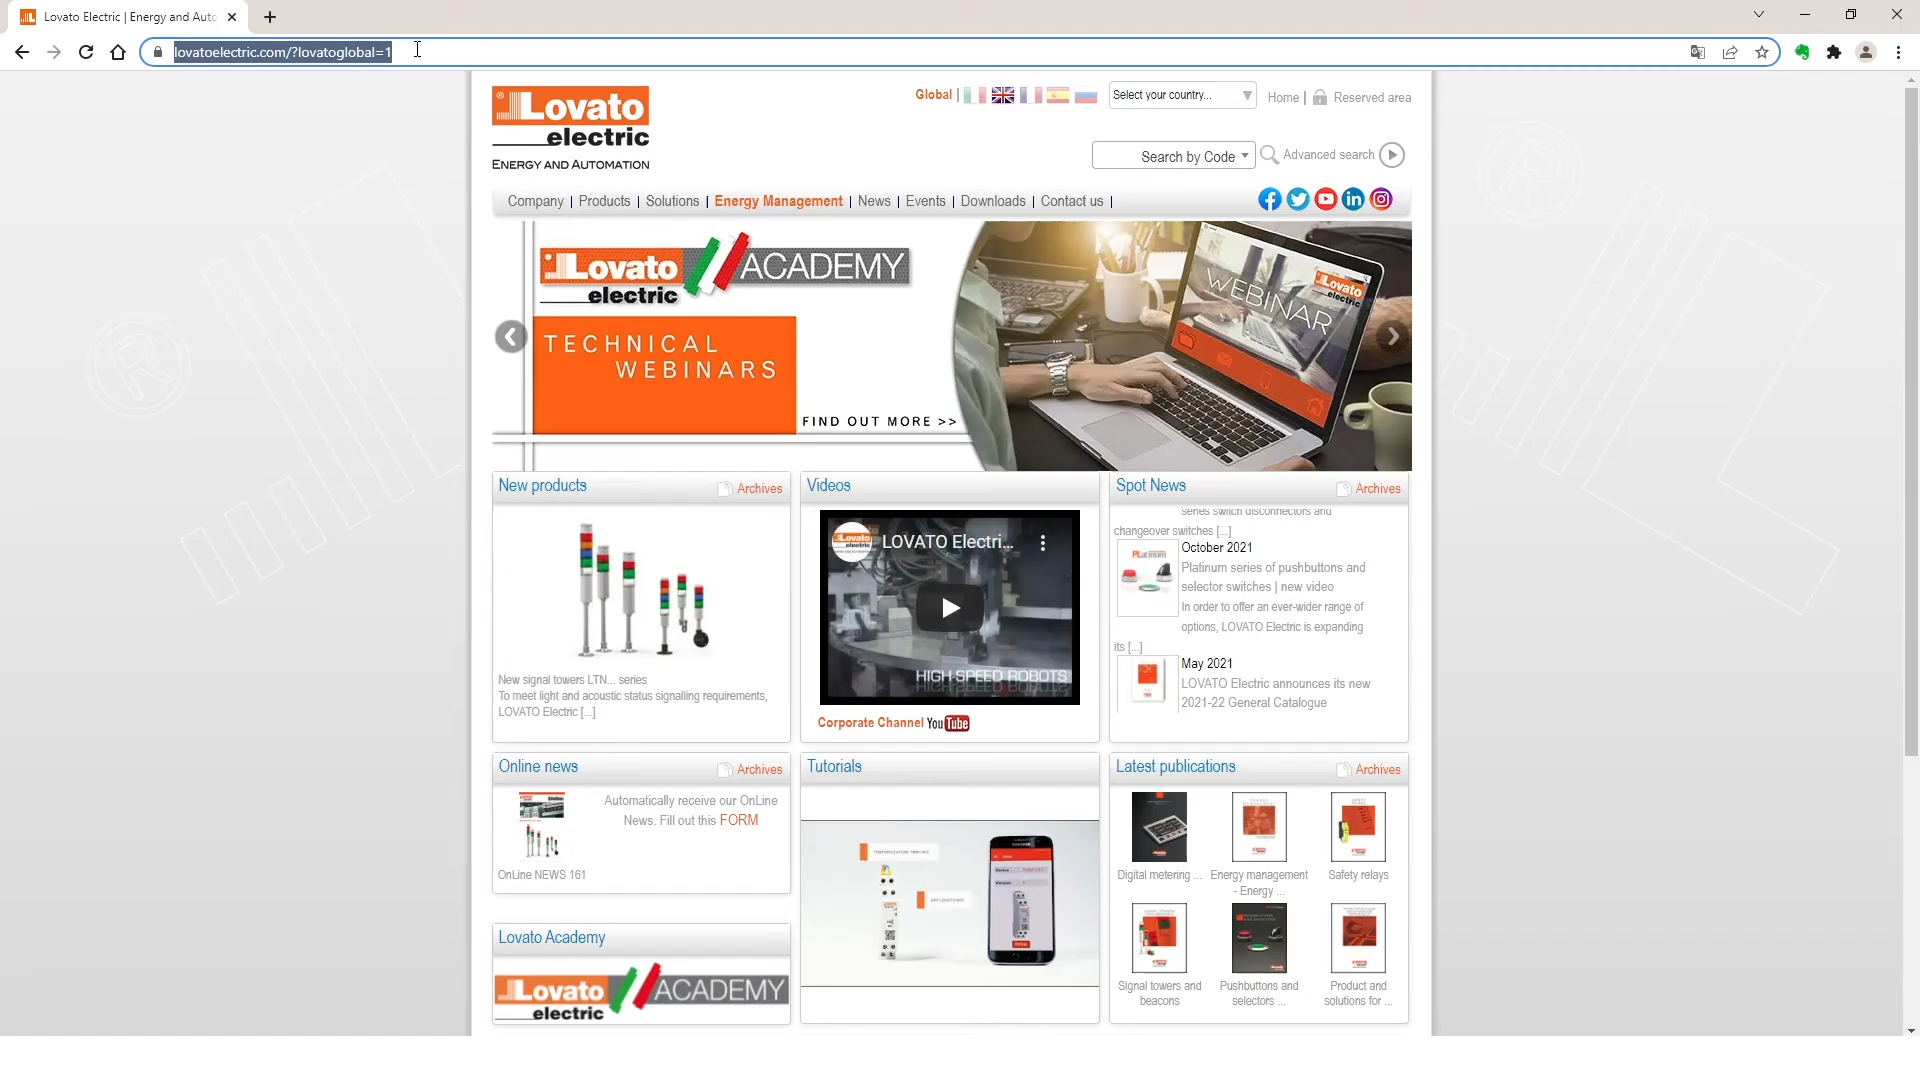 Lovato Electric | Energy and Auto
lovatoelectric.com/?lovatoglobal=1
Lovato
electric
ENERGY AND AUTOMATION
Global |
Select your country...
Home | Reserved area
Search by Code
Advanced search
Company | Products | Solutions | Energy Management | News | Events | Downloads | Contact us |
Lovato
electric
ACADEMY
TECHNICAL
WEBINARS
FIND OUT MORE >>
WEBINAR
Lovato
electric
New products
Archives
New signal towers LTN... series
To meet light and acoustic status signalling requirements,
LOVATO Electric [...]
Videos
LOVATO Electri...
HIGH SPEED ROBOTS
Corporate Channel YouTube
Spot News
Archives
series switch disconnectors and
changeover switches [...]
October 2021
Platinum series of pushbuttons and
selector switches | new video
In order to offer an ever-wider range of
options, LOVATO Electric is expanding
its [...]
May 2021
LOVATO Electric announces its new
2021-22 General Catalogue
Online news
Archives
Automatically receive our OnLine
News. Fill out this FORM
OnLine NEWS 161
Tutorials
Latest publications
Archives
Digital metering ...
Energy management
- Energy ...
Safety relays
Signal towers and
beacons
Pushbuttons and
selectors ...
Product and
solutions for ...
Lovato Academy
Lovato
electric
ACADEMY